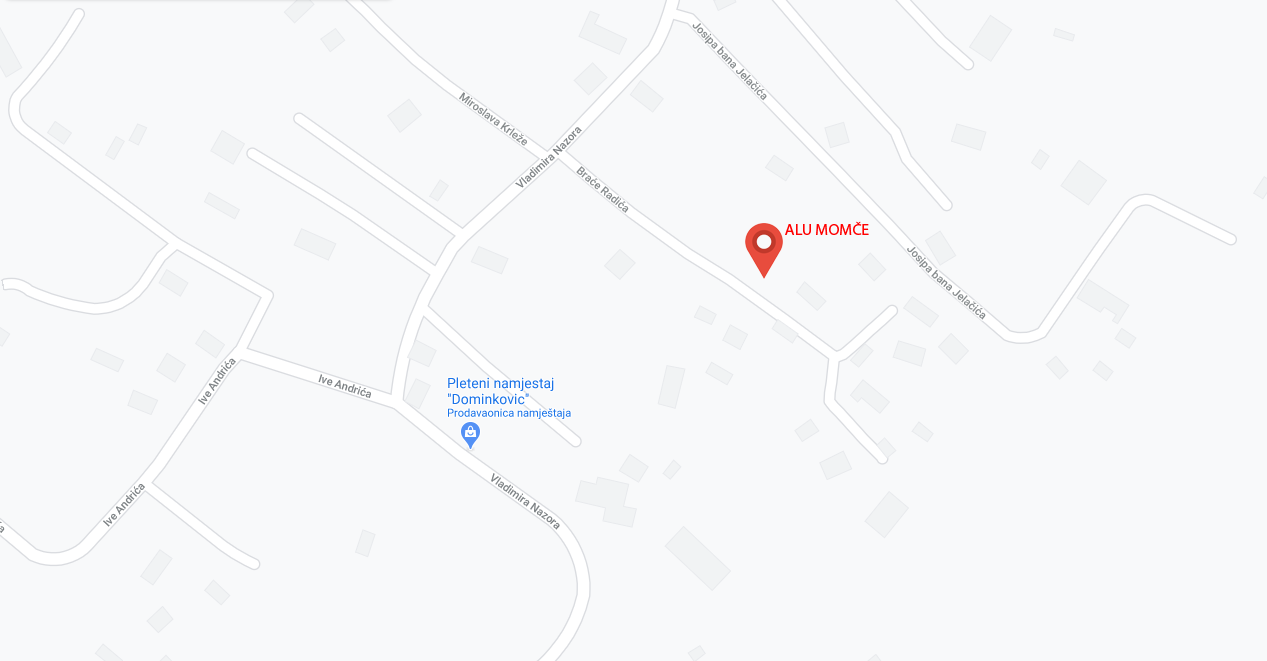 Josipa bana Jelačića
Miroslava Krleže
Vladimira Nazora
Braće Radića
ALU MOMČE
Josipa bana Jelačića
Ive Andrića
Ive Andrića
Pleteni namjestaj
"Dominkovic"
Prodavaonica namještaja
Vladimira Nazora
Ive Andrića